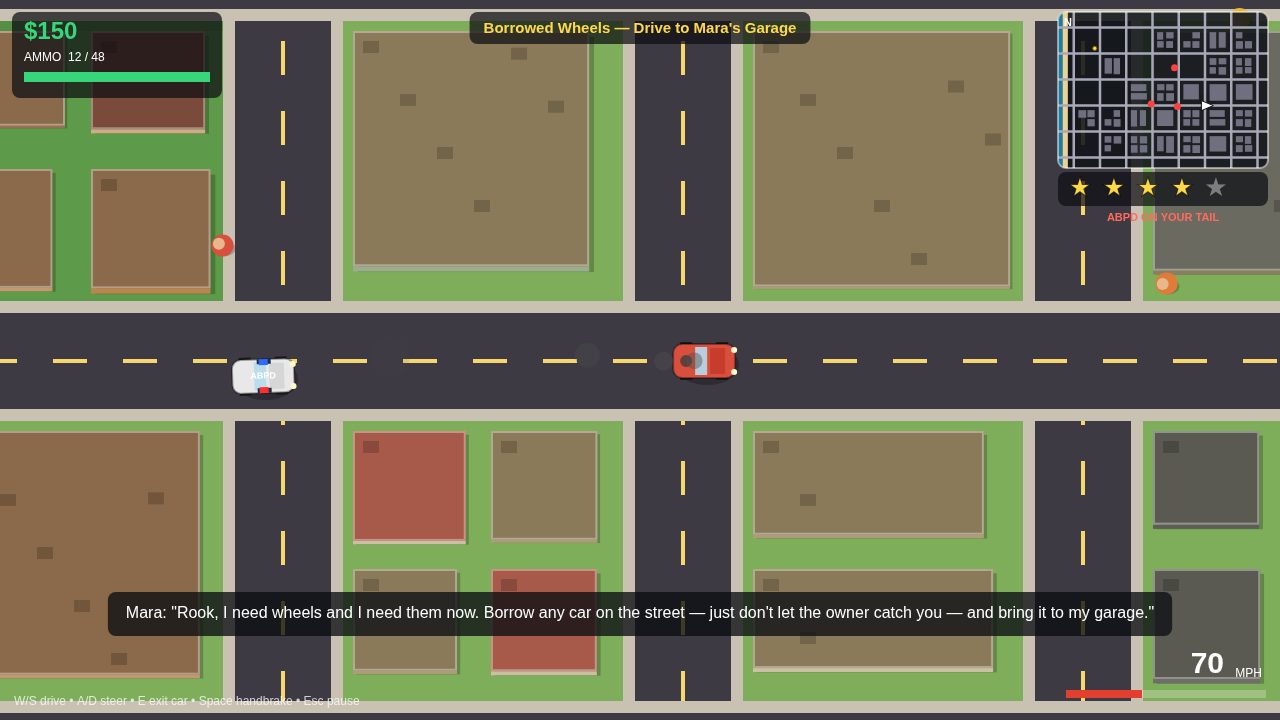 $150
AMMO 12 / 48
Borrowed Wheels — Drive to Mara's Garage
N
ABPD ON YOUR TAIL
ABPD
Mara: "Rook, I need wheels and I need them now. Borrow any car on the street — just don't let the owner catch you — and bring it to my garage."
70 MPH
W/S drive • A/D steer • E exit car • Space handbrake • Esc pause